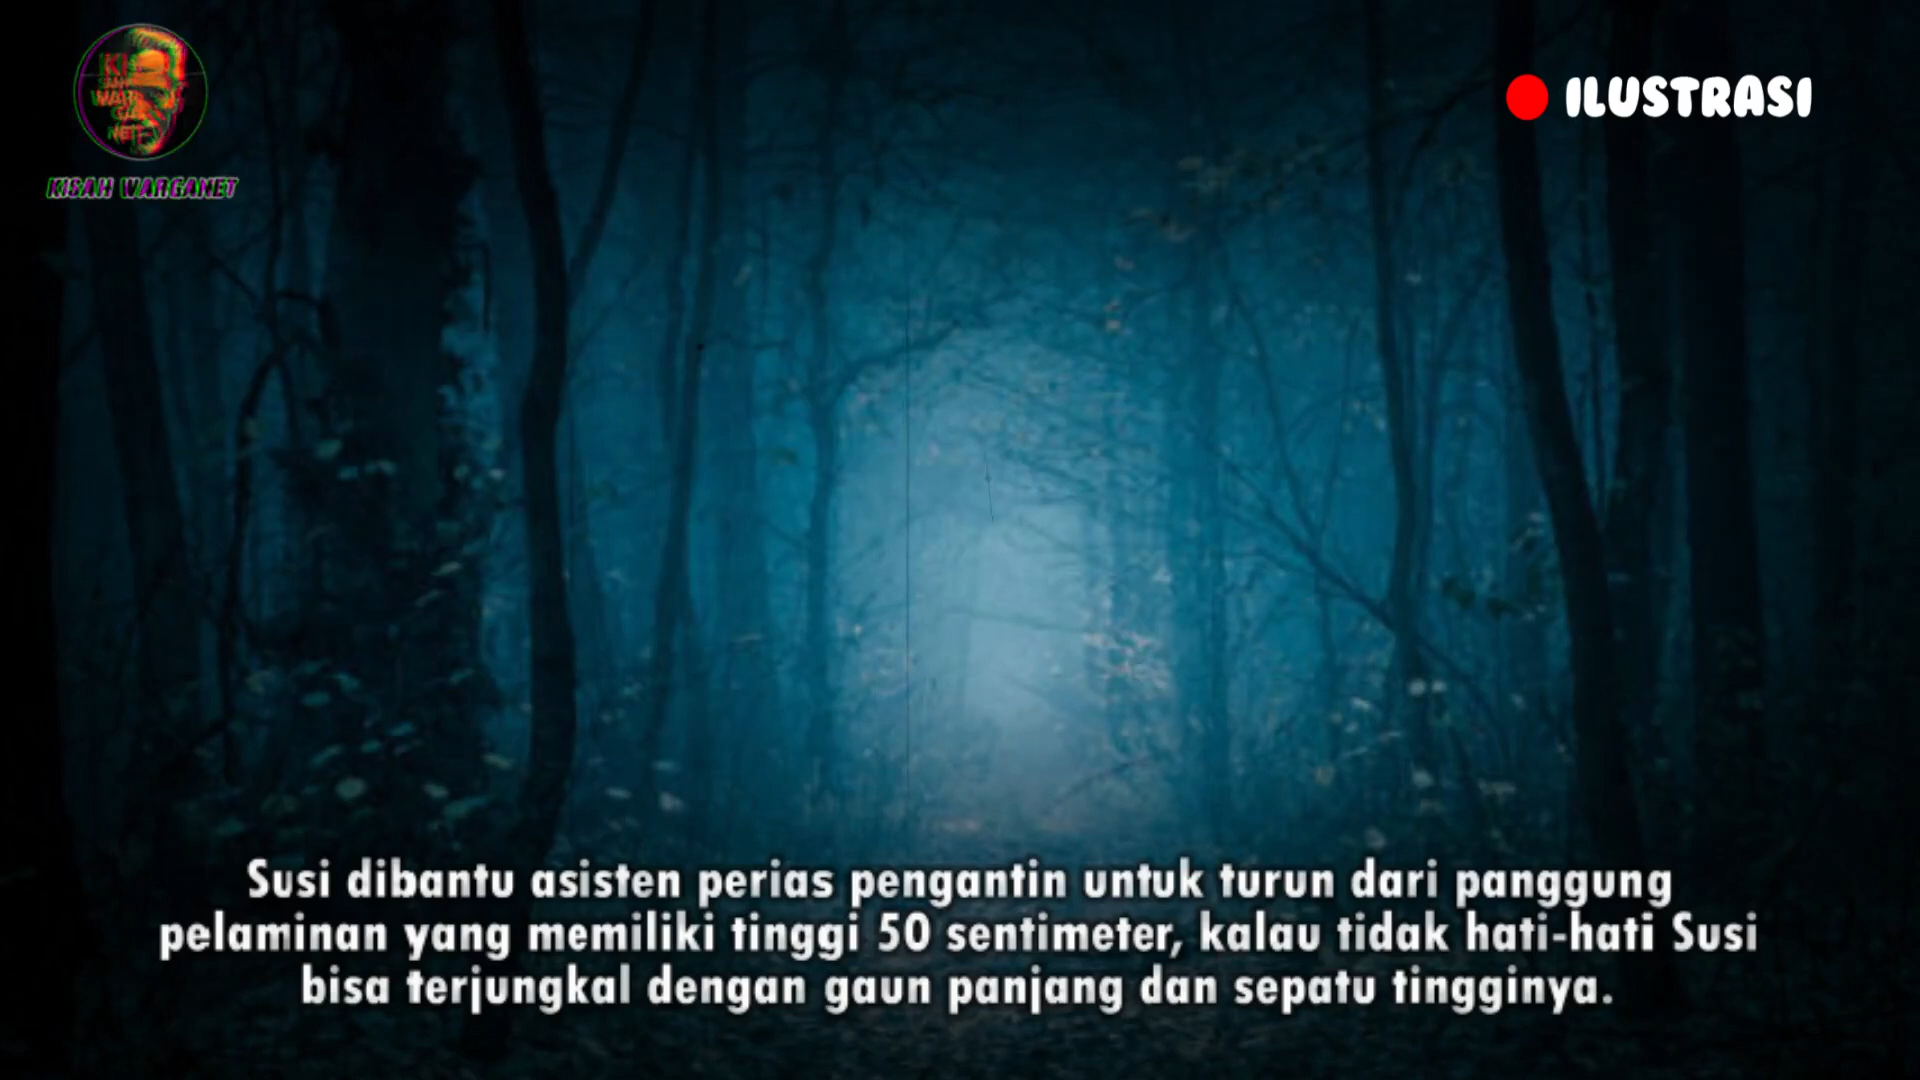 KISAH WARGANET
ILUSTRASI
Susi dibantu asisten perias pengantin untuk turun dari panggung
pelaminan yang memiliki tinggi 50 sentimeter, kalau tidak hati-hati Susi
bisa terjungkal dengan gaun panjang dan sepatu tingginya.